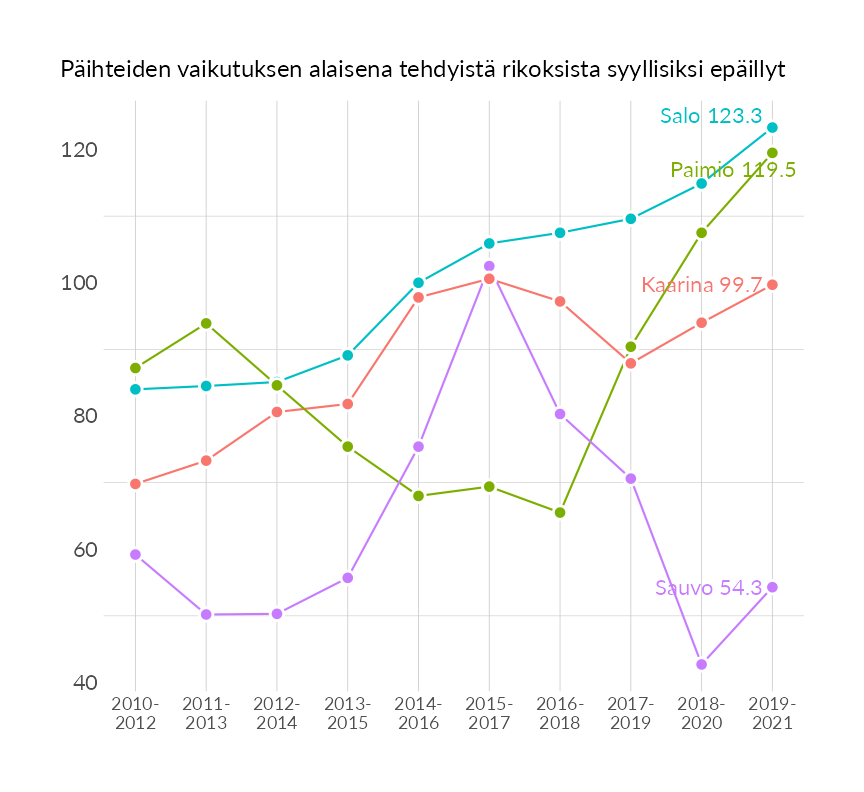 Päihteiden vaikutuksen alaisena tehdyistä rikoksista syyllisiksi epäillyt
Salo 123.3
120
Paimio 119.5
100
Kaarina 99.7
80
60
Sauvo 54.3
40
2010- 2011- 2012- 2013- 2014- 2015- 2016- 2017- 2018- 2019-
2012 2013 2014 2015 2016 2017 2018 2019 2020 2021